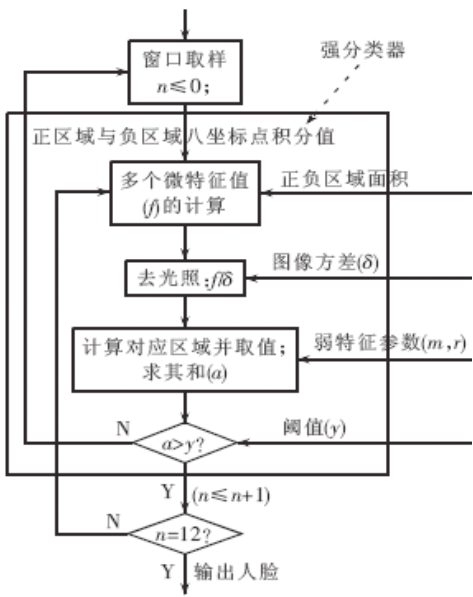 窗口取样
n≤0;
强分类器
正区域与负区域八坐标点积分值
多个微特征值
(f)的计算
正负区域面积
去光照:f/δ
图像方差(δ)
计算对应区域并取值;
求其和(a)
弱特征参数(m,r)
N
a>y?
阈值(y)
Y
(n≤n+1)
N
n=12?
Y
输出人脸